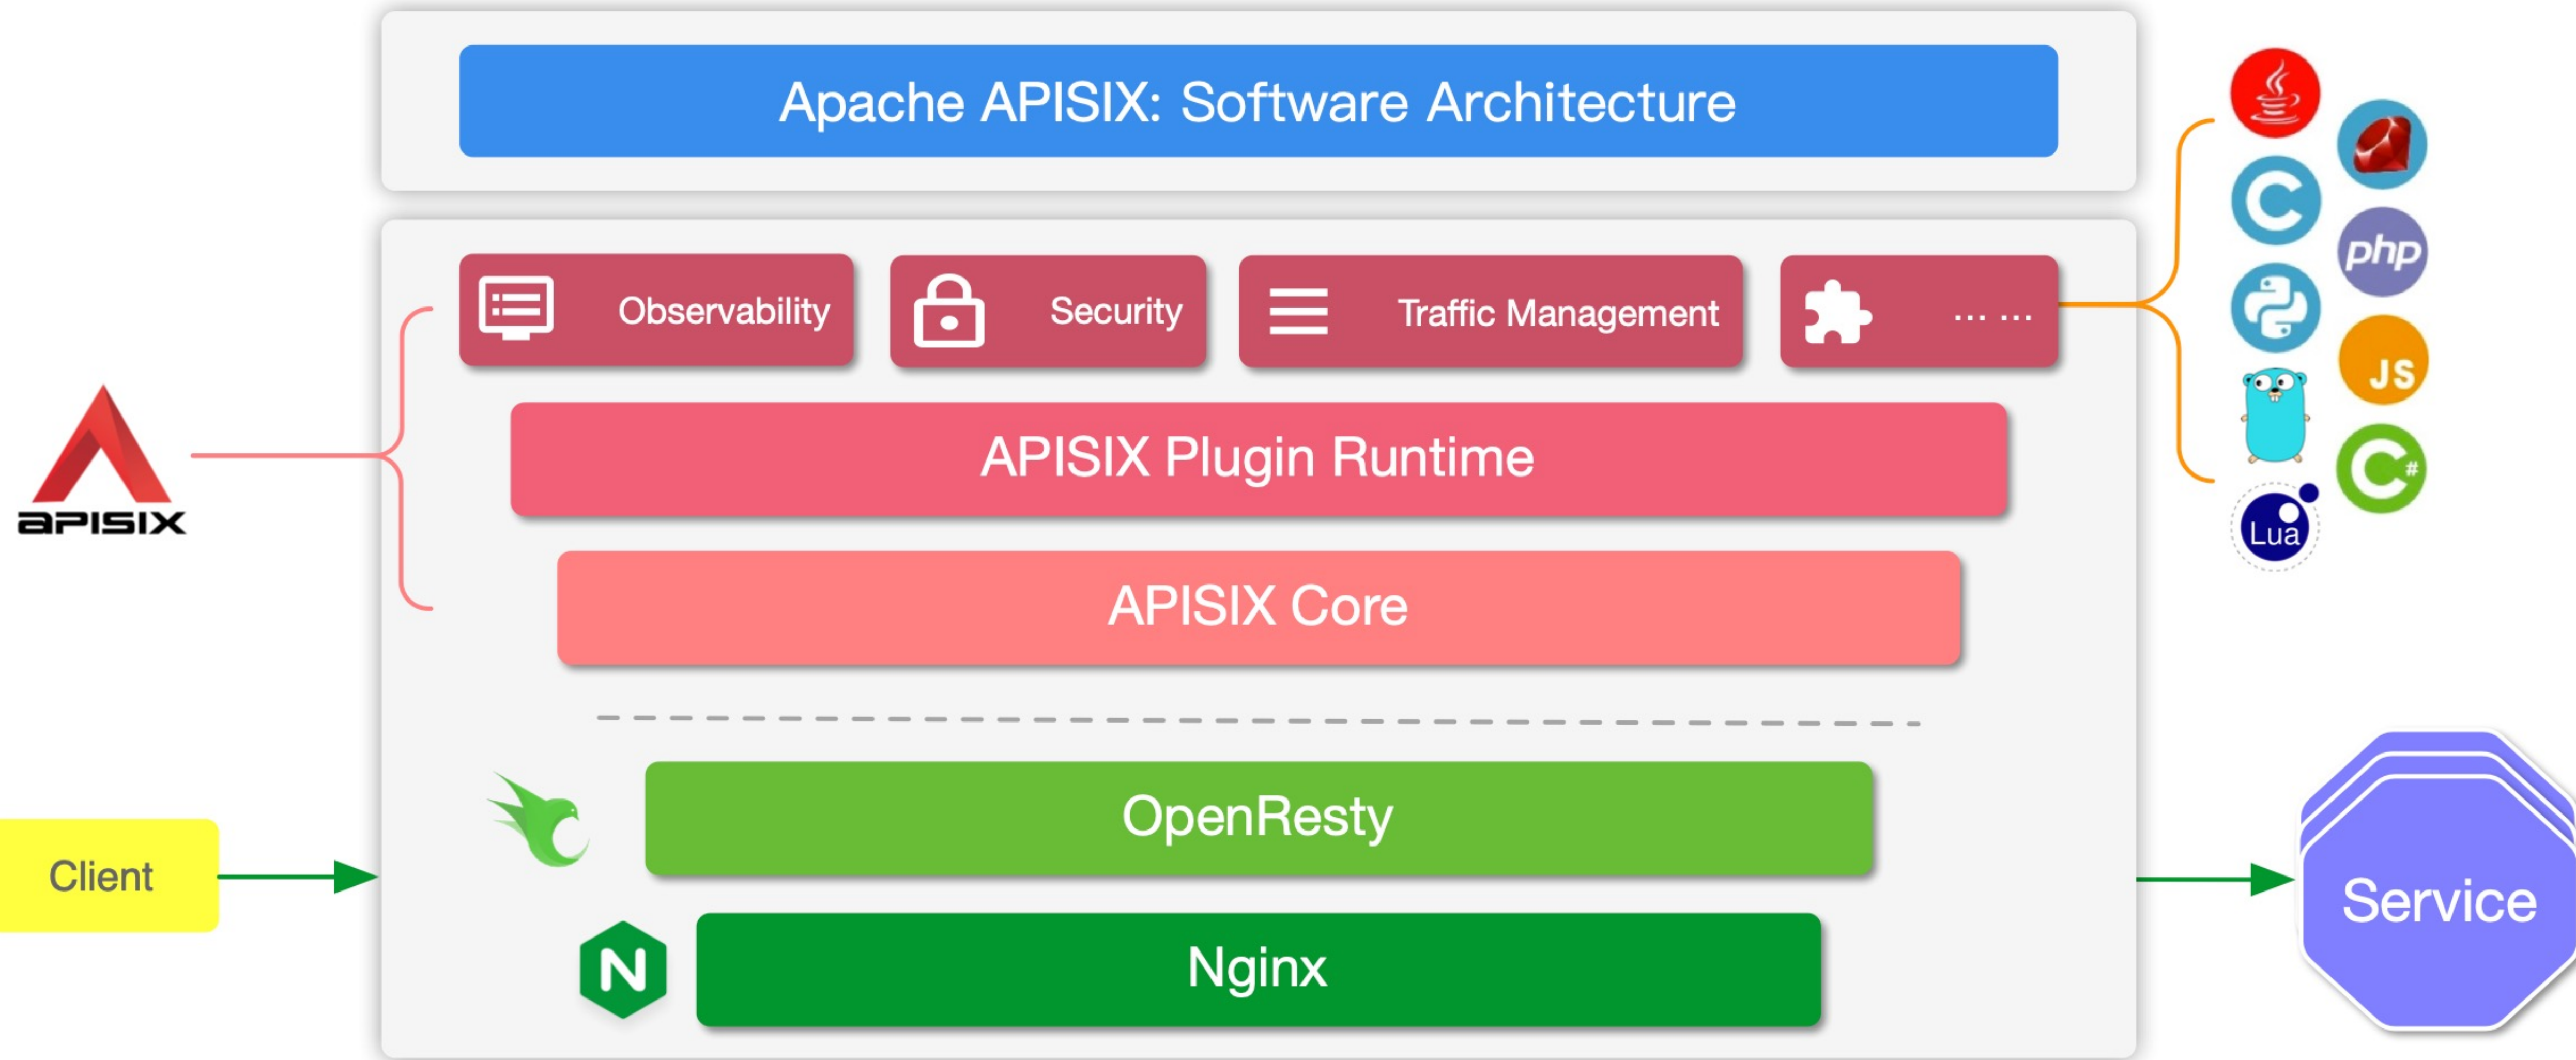 Apache APISIX: Software Architecture
Observability
Security
Traffic Management
... ...
APISIX Plugin Runtime
APISIX Core
OpenResty
Nginx
N
APISIX
Client
Service
C
php
JS
C#
Lua